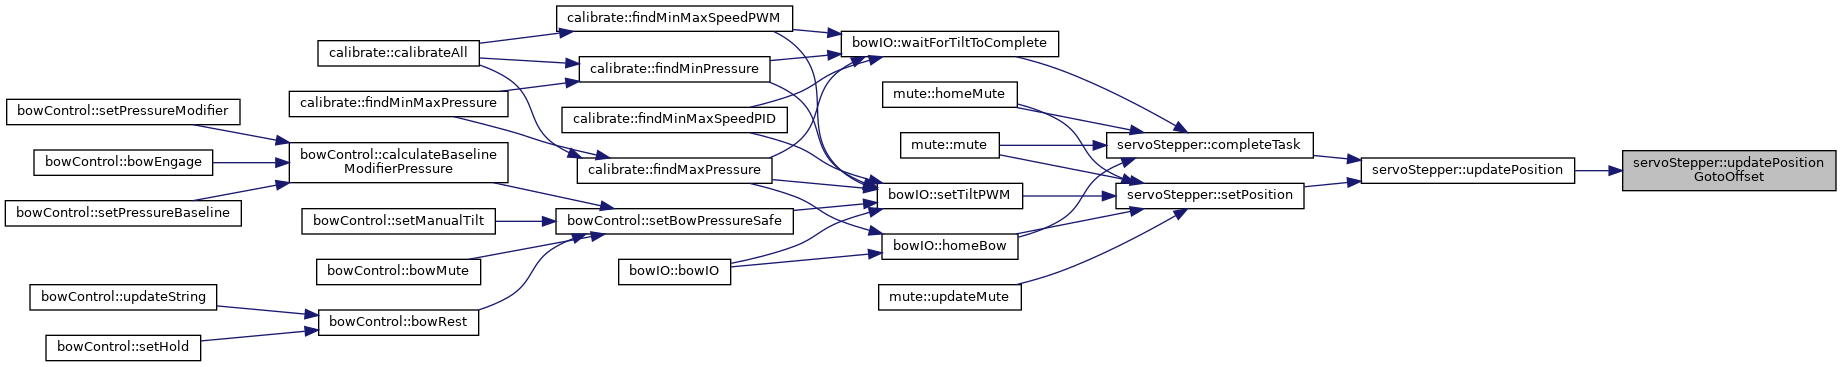 calibrate::findMinMaxSpeedPWM
bowIO::waitForTiltToComplete
calibrate::calibrateAll
calibrate::findMinPressure
mute::homeMute
calibrate::findMinMaxPressure
bowControl::setPressureModifier
calibrate::findMinMaxSpeedPID
mute::mute
servoStepper::completeTask
bowControl::calculateBaseline
ModifierPressure
bowControl::bowEngage
calibrate::findMaxPressure
servoStepper::updatePosition
servoStepper::updatePosition
GotoOffset
bowIO::setTiltPWM
servoStepper::setPosition
bowControl::setPressureBaseline
bowControl::setManualTilt
bowControl::setBowPressureSafe
bowIO::homeBow
bowControl::bowMute
bowIO::bowIO
bowControl::updateString
mute::updateMute
bowControl::bowRest
bowControl::setHold